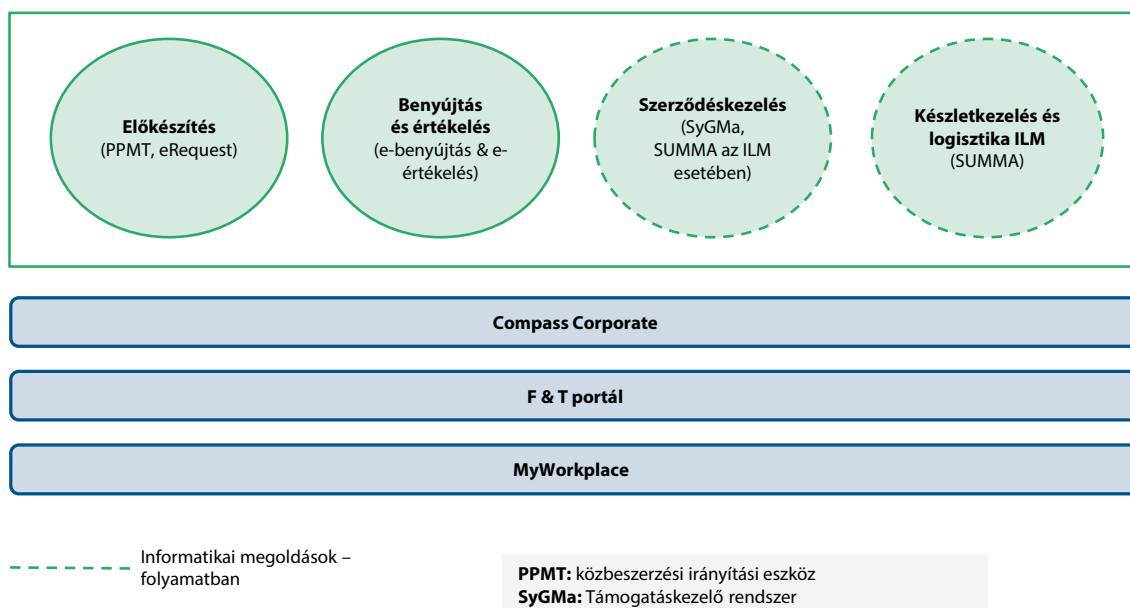 Előkészítés
(PPMT, eRequest)
Benyújtás
és értékelés
(e-benyújtás & e-
értékelés)
Szerződéskezelés
(SyGMa,
SUMMA az ILM
esetében)
Készletkezelés és
logisztika ILM
(SUMMA)
Compass Corporate
F & T portál
MyWorkplace
Informatikai megoldások –
folyamatban
PPMT: közbeszerzési irányítási eszköz
SyGMa: Támogatáskezelő rendszer